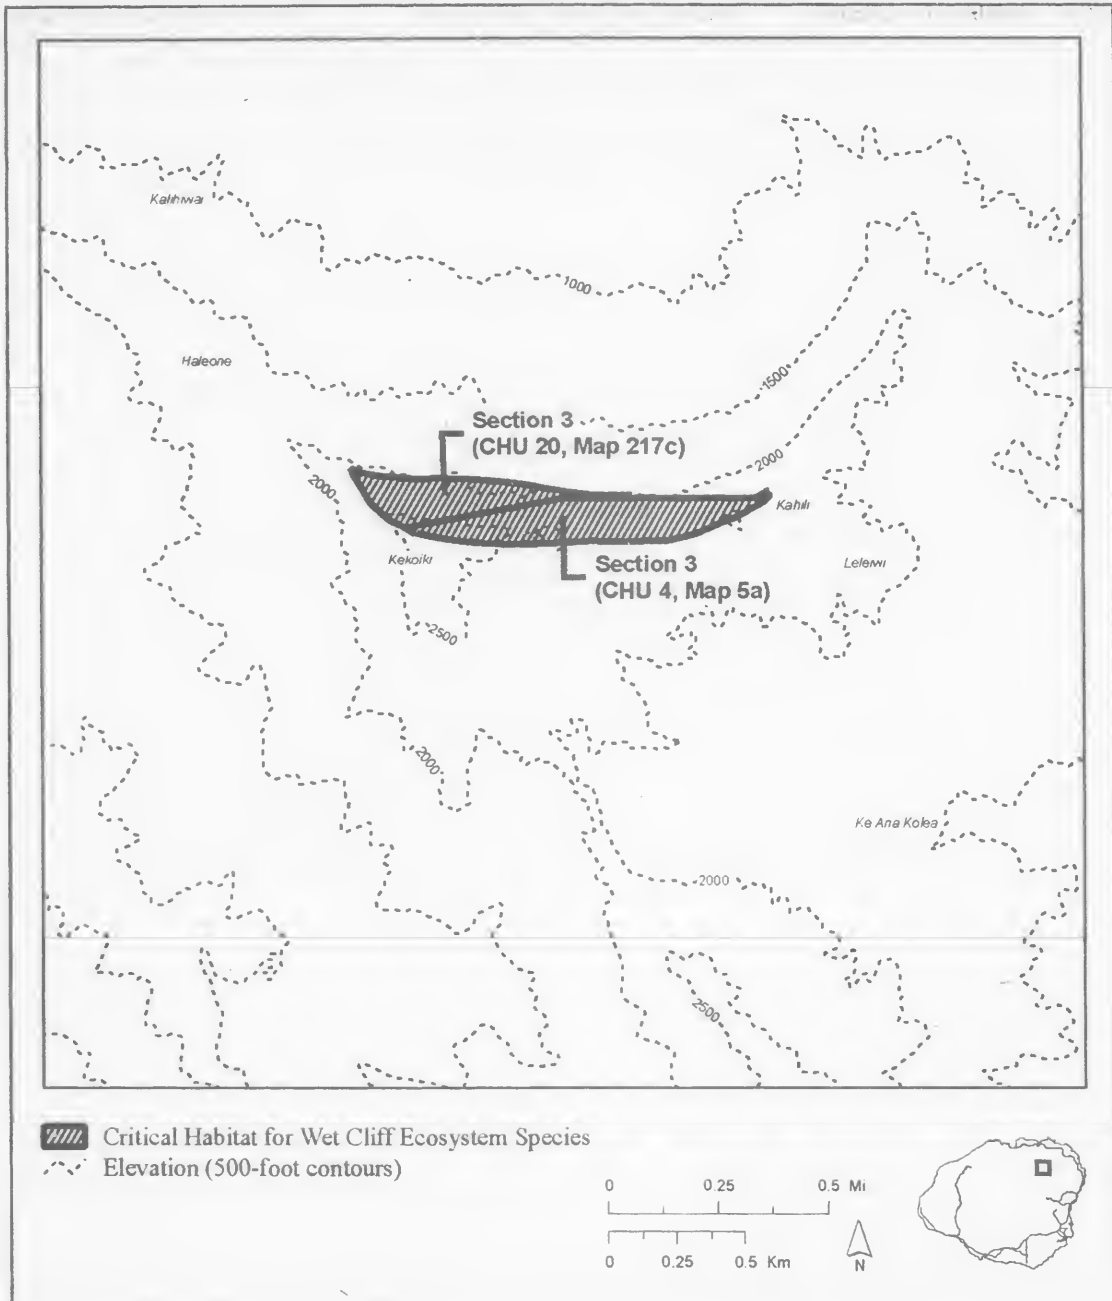 Kalihiwai
1000
Haleone
1500
Section 3
(CHU 20, Map 217c)
2000
2000
Kahili
Kekoiki
Leleiwi
Section 3
(CHU 4, Map 5a)
2500
2000
Ke Ana Kolea
2000
2500
Critical Habitat for Wet Cliff Ecosystem Species
Elevation (500-foot contours)
0 0.25 0.5 Mi
0 0.25 0.5 Km
N